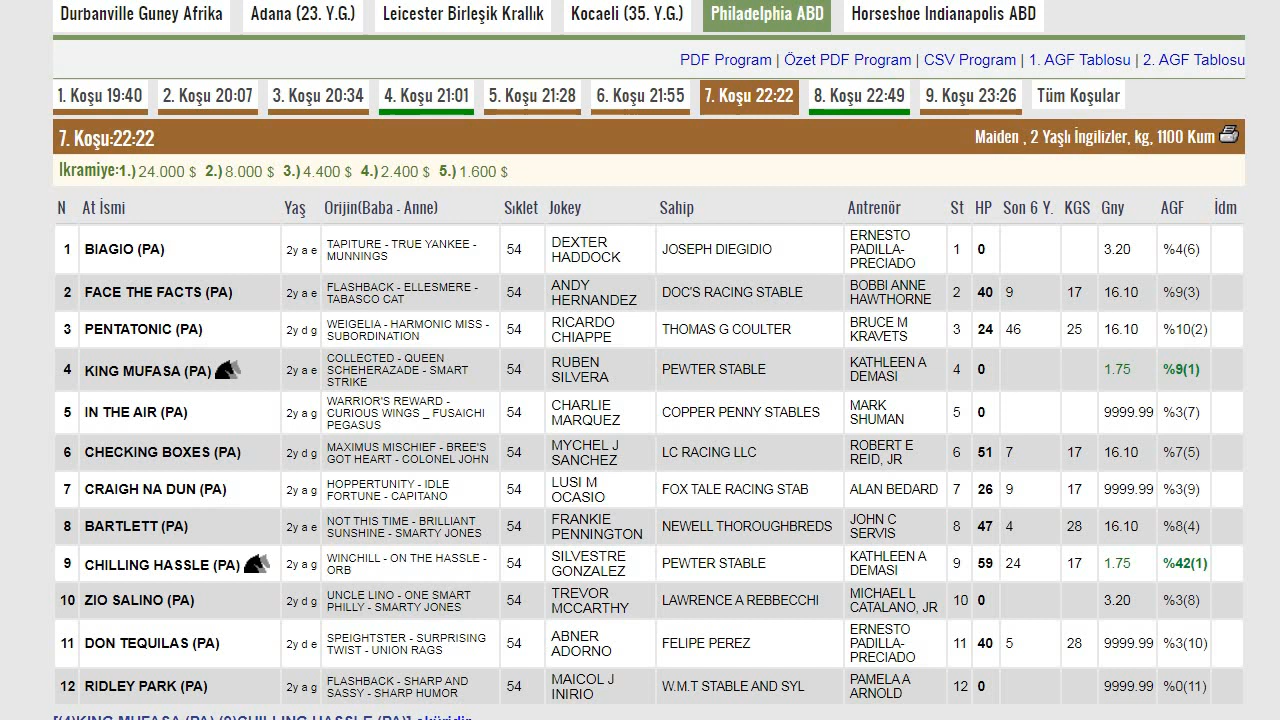 Durbanville Guney Afrika Adana (23. Y.G.) Leicester Birleşik Krallık Kocaeli (35. Y.G.) Philadelphia ABD Horseshoe Indianapolis ABD
PDF Program | Özet PDF Program | CSV Program | 1. AGF Tablosu | 2. AGF Tablosu
1. Koşu 19:40 2. Koşu 20:07 3. Koşu 20:34 4. Koşu 21:01 5. Koşu 21:28 6. Koşu 21:55 7. Koşu 22:22 8. Koşu 22:49 9. Koşu 23:26 Tüm Koşular
7. Koşu:22:22 Maiden , 2 Yaşlı İngilizler, kg, 1100 Kum
Ikramiye:1.) 24.000 $ 2.) 8.000 $ 3.) 4.400 $ 4.) 2.400 $ 5.) 1.600 $
N At İsmi Yaş Orijin(Baba - Anne) Sıklet Jokey Sahip Antrenör St HP Son 6 Y. KGS Gny AGF İdm
1 BIAGIO (PA) 2y a e TAPITURE - TRUE YANKEE - MUNNINGS 54 DEXTER HADDOCK JOSEPH DIEGIDIO ERNESTO PADILLA-PRECIADO 1 0 3.20 %4(6)
2 FACE THE FACTS (PA) 2y a e FLASHBACK - ELLESMERE - TABASCO CAT 54 ANDY HERNANDEZ DOC'S RACING STABLE BOBBI ANNE HAWTHORNE 2 40 9 17 16.10 %9(3)
3 PENTATONIC (PA) 2y d g WEIGELIA - HARMONIC MISS - SUBORDINATION 54 RICARDO CHIAPPE THOMAS G COULTER BRUCE M KRAVETS 3 24 46 25 16.10 %10(2)
4 KING MUFASA (PA) 2y a e COLLECTED - QUEEN SCHEHERAZADE - SMART STRIKE 54 RUBEN SILVERA PEWTER STABLE KATHLEEN A DEMASI 4 0 1.75 %9(1)
5 IN THE AIR (PA) 2y a g WARRIOR'S REWARD - CURIOUS WINGS _ FUSAICHI PEGASUS 54 CHARLIE MARQUEZ COPPER PENNY STABLES MARK SHUMAN 5 0 9999.99 %3(7)
6 CHECKING BOXES (PA) 2y d g MAXIMUS MISCHIEF - BREE'S GOT HEART - COLONEL JOHN 54 MYCHEL J SANCHEZ LC RACING LLC ROBERT E REID, JR 6 51 7 17 16.10 %7(5)
7 CRAIGH NA DUN (PA) 2y a g HOPPERTUNITY - IDLE FORTUNE - CAPITANO 54 LUSI M OCASIO FOX TALE RACING STAB ALAN BEDARD 7 26 9 17 9999.99 %3(9)
8 BARTLETT (PA) 2y a e NOT THIS TIME - BRILLIANT SUNSHINE - SMARTY JONES 54 FRANKIE PENNINGTON NEWELL THOROUGHBREDS JOHN C SERVIS 8 47 4 28 16.10 %8(4)
9 CHILLING HASSLE (PA) 2y a g WINCHILL - ON THE HASSLE - ORB 54 SILVESTRE GONZALEZ PEWTER STABLE KATHLEEN A DEMASI 9 59 24 17 1.75 %42(1)
10 ZIO SALINO (PA) 2y d g UNCLE LINO - ONE SMART PHILLY - SMARTY JONES 54 TREVOR MCCARTHY LAWRENCE A REBBECCHI MICHAEL L CATALANO, JR 10 0 3.20 %3(8)
11 DON TEQUILAS (PA) 2y d e SPEIGHTSTER - SURPRISING TWIST - UNION RAGS 54 ABNER ADORNO FELIPE PEREZ ERNESTO PADILLA-PRECIADO 11 40 5 28 9999.99 %3(10)
12 RIDLEY PARK (PA) 2y a g FLASHBACK - SHARP AND SASSY - SHARP HUMOR 54 MAICOL J INIRIO W.M.T STABLE AND SYL PAMELA A ARNOLD 12 0 9999.99 %0(11)
[(4)KING MUFASA (PA),(9)CHILLING HASSLE (PA)] eküridir